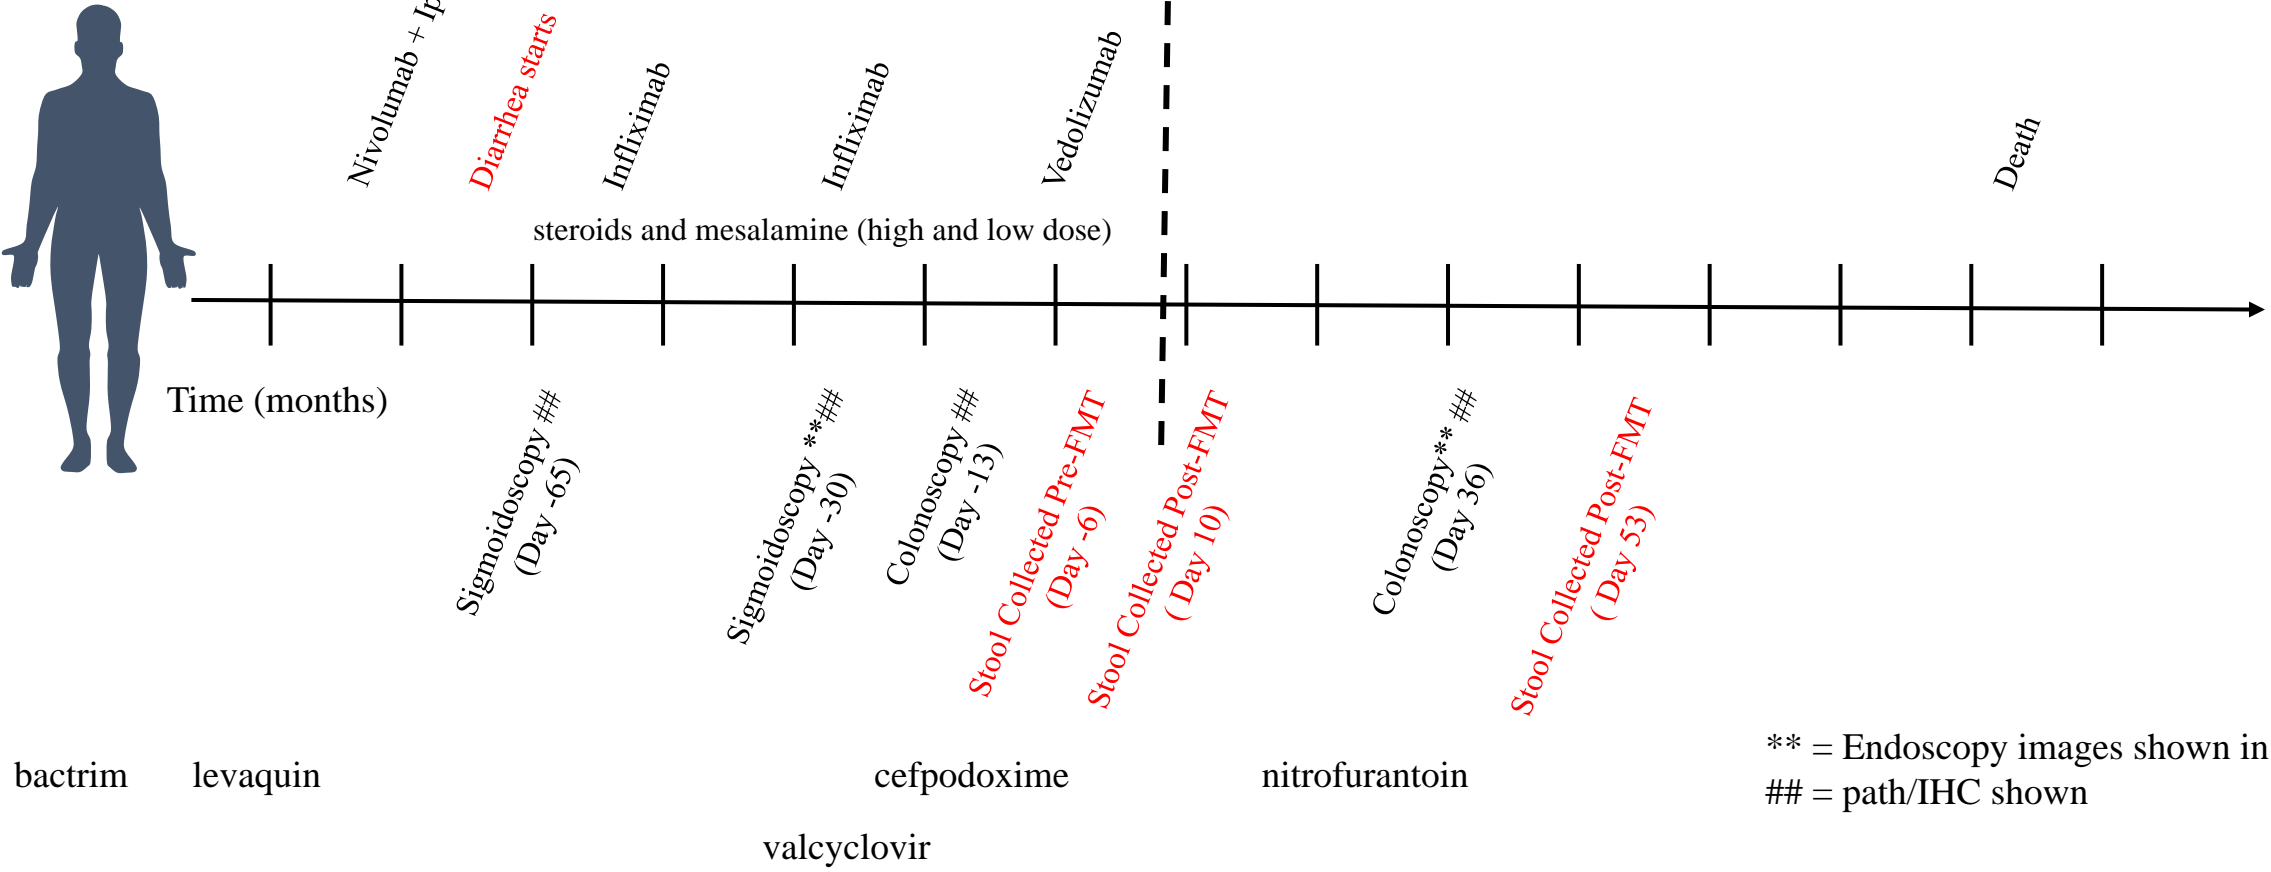 Nivolumab + Ip
Diarrhea starts
Infliximab
Infliximab
Vedolizumab
Death
steroids and mesalamine (high and low dose)
Time (months)
Sigmoidoscopy ##
(Day -65)
Sigmoidoscopy **##
(Day -30)
Colonoscopy ##
(Day -13)
Stool Collected Pre-FMT
(Day -6)
Stool Collected Post-FMT
( Day 10)
Colonoscopy** ##
(Day 36)
Stool Collected Post-FMT
( Day 53)
bactrim
levaquin
cefpodoxime
nitrofurantoin
valcyclovir
** = Endoscopy images shown in
## = path/IHC shown